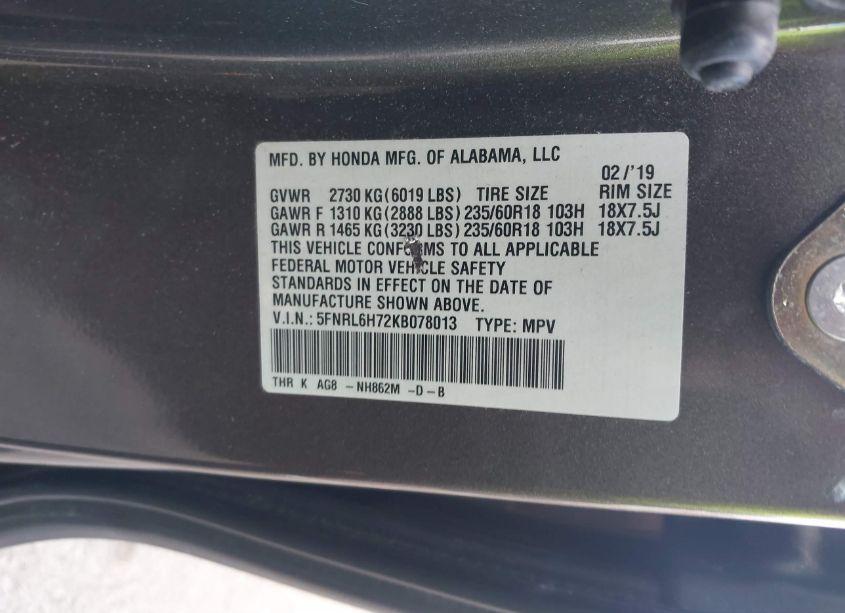 MFD. BY HONDA MFG. OF ALABAMA, LLC
02/'19
GVWR 2730 KG (6019 LBS) TIRE SIZE RIM SIZE
GAWR F 1310 KG (2888 LBS) 235/60R18 103H 18X7.5J
GAWR R 1465 KG (3230 LBS) 235/60R18 103H 18X7.5J
THIS VEHICLE CONFORMS TO ALL APPLICABLE
FEDERAL MOTOR VEHICLE SAFETY
STANDARDS IN EFFECT ON THE DATE OF
MANUFACTURE SHOWN ABOVE.
V.I.N.: 5FNRL6H72KB078013 TYPE: MPV
THR K AG8 -NH862M -D-B